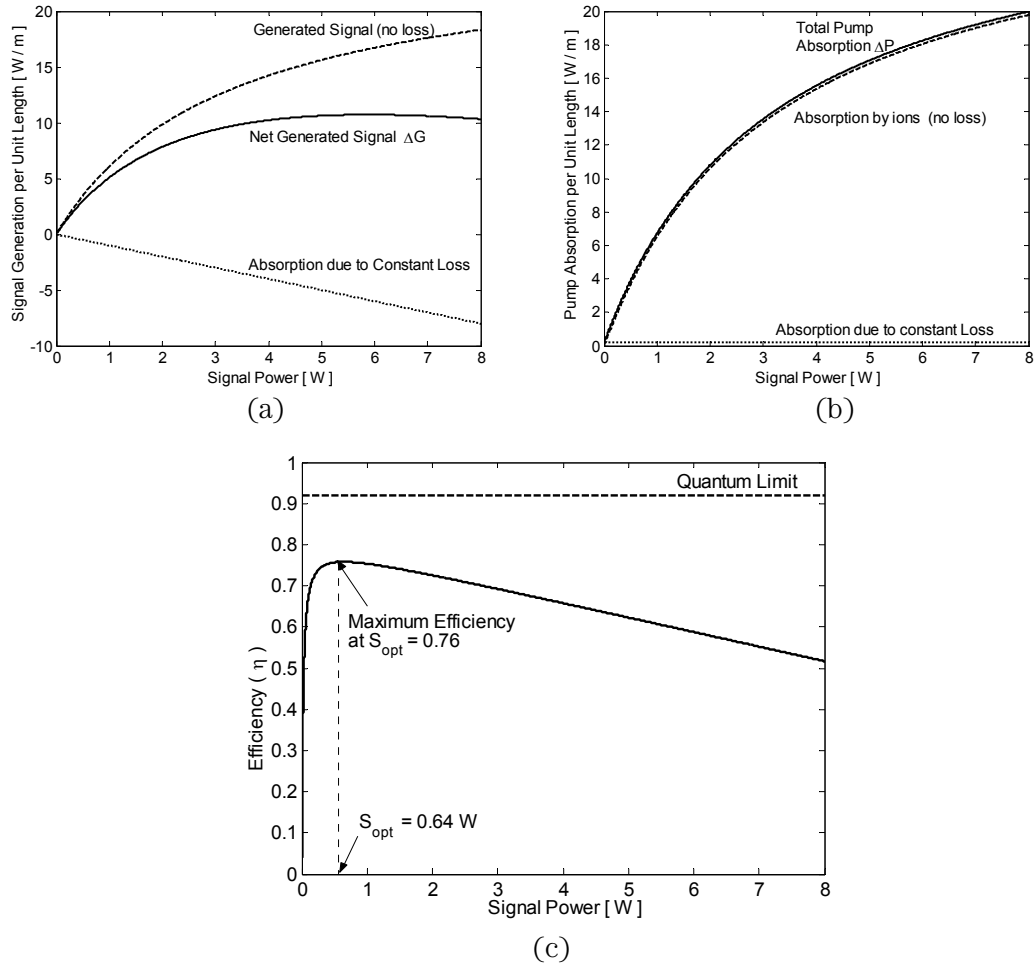 Generated Signal (no loss)
Net Generated Signal ΔG
Absorption due to Constant Loss
Signal Generation per Unit Length [ W / m ]
20
15
10
5
0
-5
-10
0 1 2 3 4 5 6 7 8
Signal Power [ W ]
(a)
Total Pump
Absorption ΔP
Absorption by ions (no loss)
Absorption due to constant Loss
Pump Absorption per Unit Length [ W / m ]
20
18
16
14
12
10
8
6
4
2
0
0 1 2 3 4 5 6 7 8
Signal Power [ W ]
(b)
Quantum Limit
Maximum Efficiency
at S_opt = 0.76
S_opt = 0.64 W
Efficiency ( η )
1
0.9
0.8
0.7
0.6
0.5
0.4
0.3
0.2
0.1
0
0 1 2 3 4 5 6 7 8
Signal Power [ W ]
(c)